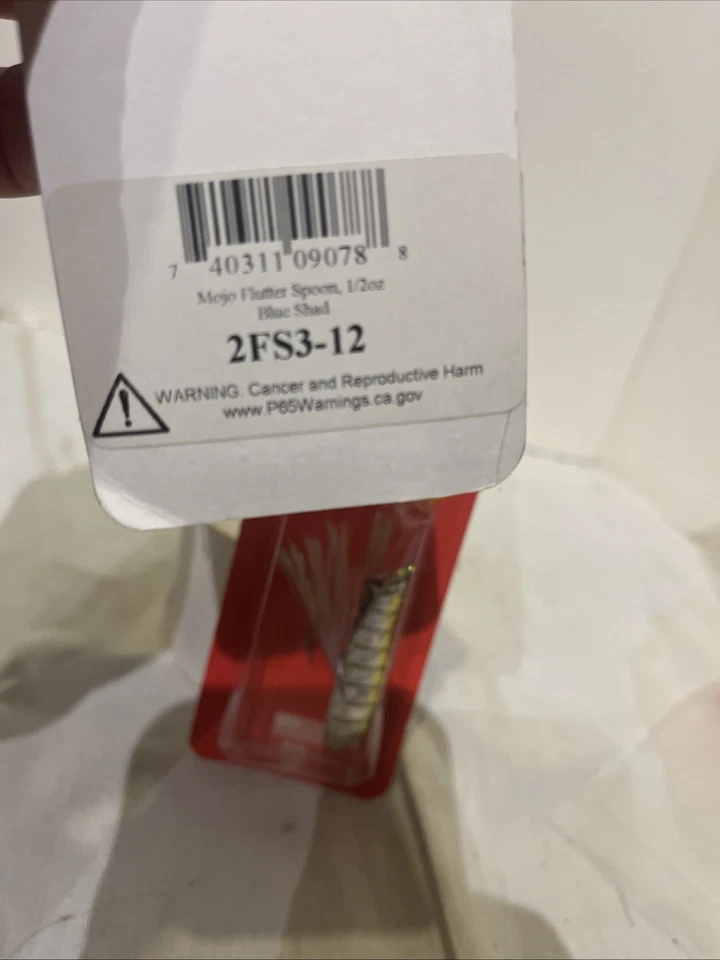 7 40311 09078 8
Mojo Flutter Spoon, 1/2oz
Blue Shad
2FS3-12
WARNING: Cancer and Reproductive Harm
www.P65Warnings.ca.gov